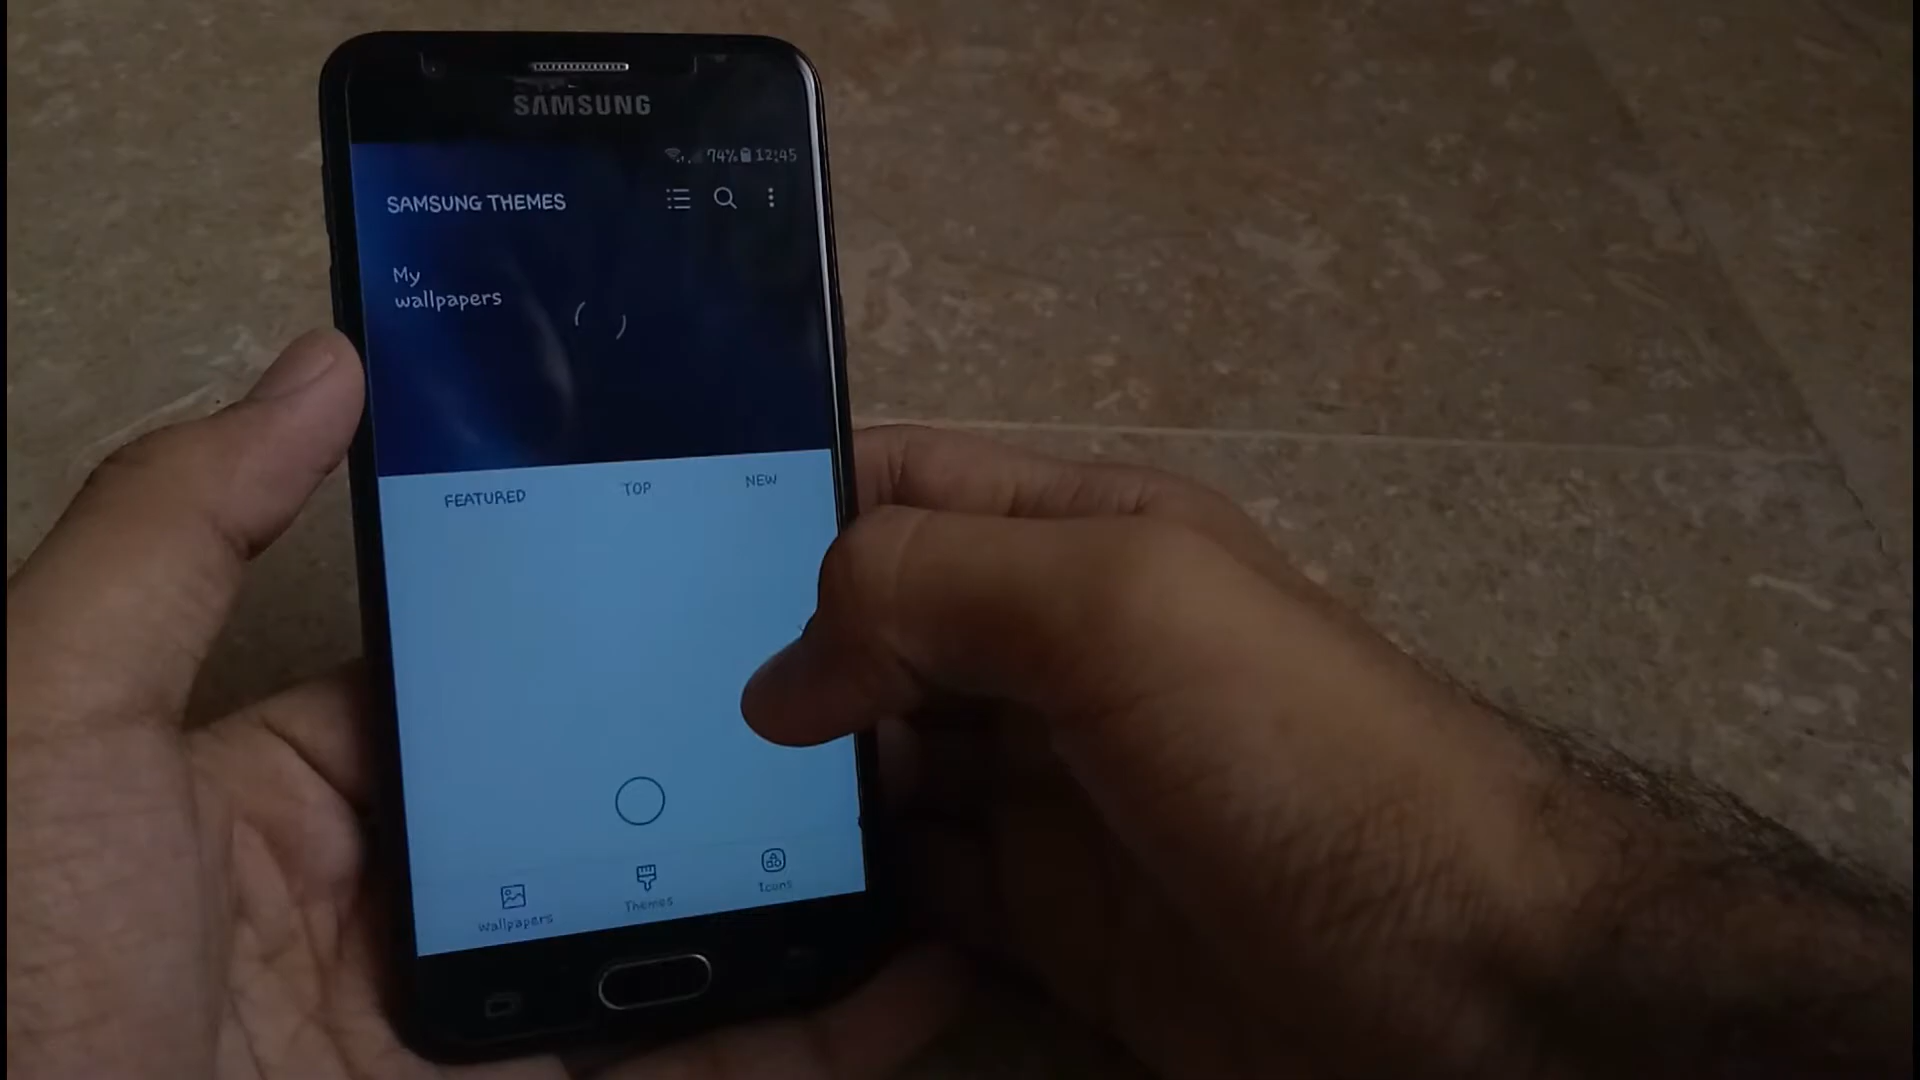 SAMSUNG
74% 12:45
SAMSUNG THEMES
My
wallpapers
FEATURED
TOP
NEW
Wallpapers
Themes
Icons